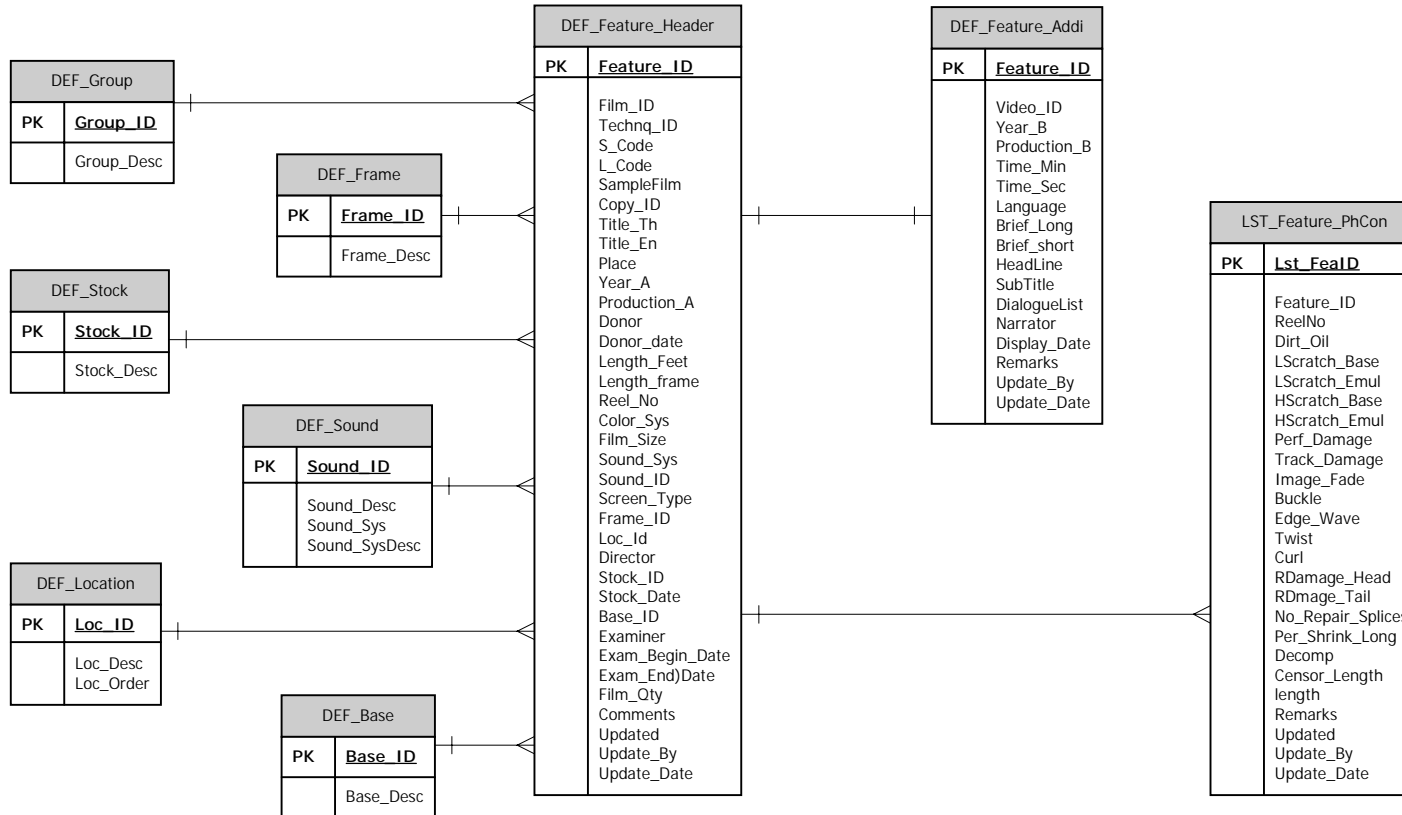 DEF_Group
PK Group_ID
Group_Desc
DEF_Frame
PK Frame_ID
Frame_Desc
DEF_Stock
PK Stock_ID
Stock_Desc
DEF_Sound
PK Sound_ID
Sound_Desc
Sound_Sys
Sound_SysDesc
DEF_Location
PK Loc_ID
Loc_Desc
Loc_Order
DEF_Base
PK Base_ID
Base_Desc
DEF_Feature_Header
PK Feature_ID
Film_ID
Technq_ID
S_Code
L_Code
SampleFilm
Copy_ID
Title_Th
Title_En
Place
Year_A
Production_A
Donor
Donor_date
Length_Feet
Length_frame
Reel_No
Color_Sys
Film_Size
Sound_Sys
Sound_ID
Screen_Type
Frame_ID
Loc_Id
Director
Stock_ID
Stock_Date
Base_ID
Examiner
Exam_Begin_Date
Exam_End)Date
Film_Qty
Comments
Updated
Update_By
Update_Date
DEF_Feature_Addi
PK Feature_ID
Video_ID
Year_B
Production_B
Time_Min
Time_Sec
Language
Brief_Long
Brief_short
HeadLine
SubTitle
DialogueList
Narrator
Display_Date
Remarks
Update_By
Update_Date
LST_Feature_PhCon
PK Lst_FeaID
Feature_ID
ReelNo
Dirt_Oil
LScratch_Base
LScratch_Emul
HScratch_Base
HScratch_Emul
Perf_Damage
Track_Damage
Image_Fade
Buckle
Edge_Wave
Twist
Curl
RDamage_Head
RDmage_Tail
No_Repair_Splices
Per_Shrink_Long
Decomp
Censor_Length
length
Remarks
Updated
Update_By
Update_Date